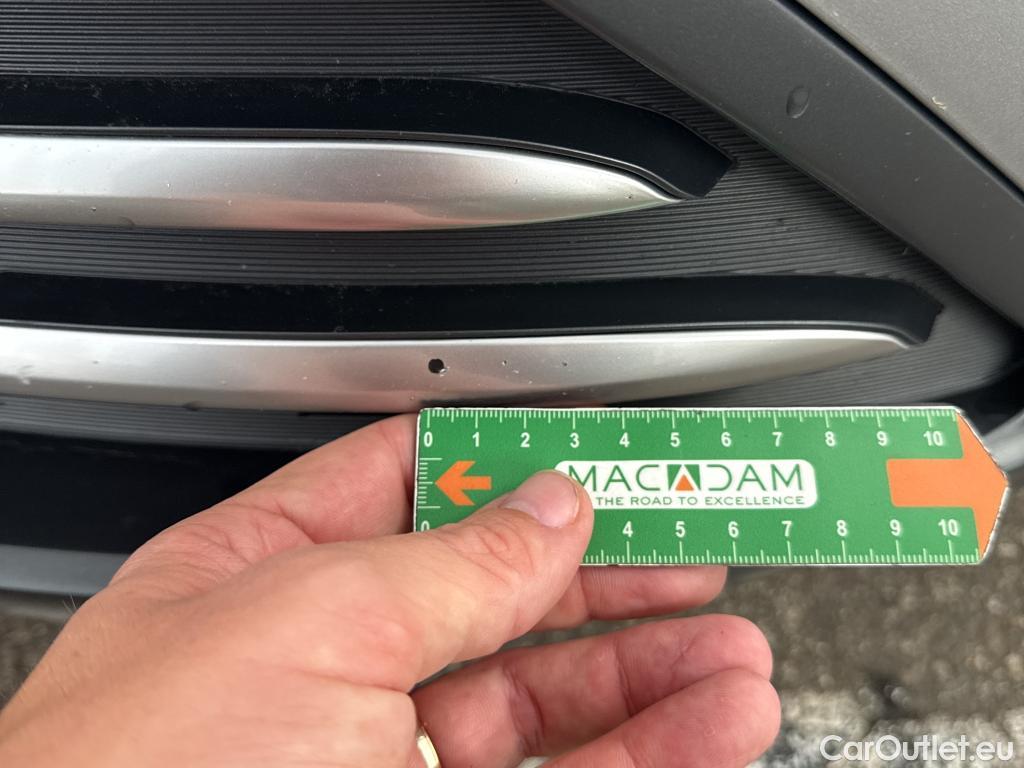 0 1 2 3 4 5 6 7 8 9 10
MACADAM
THE ROAD TO EXCELLENCE
0 4 5 6 7 8 9 10
CarOutlet.eu